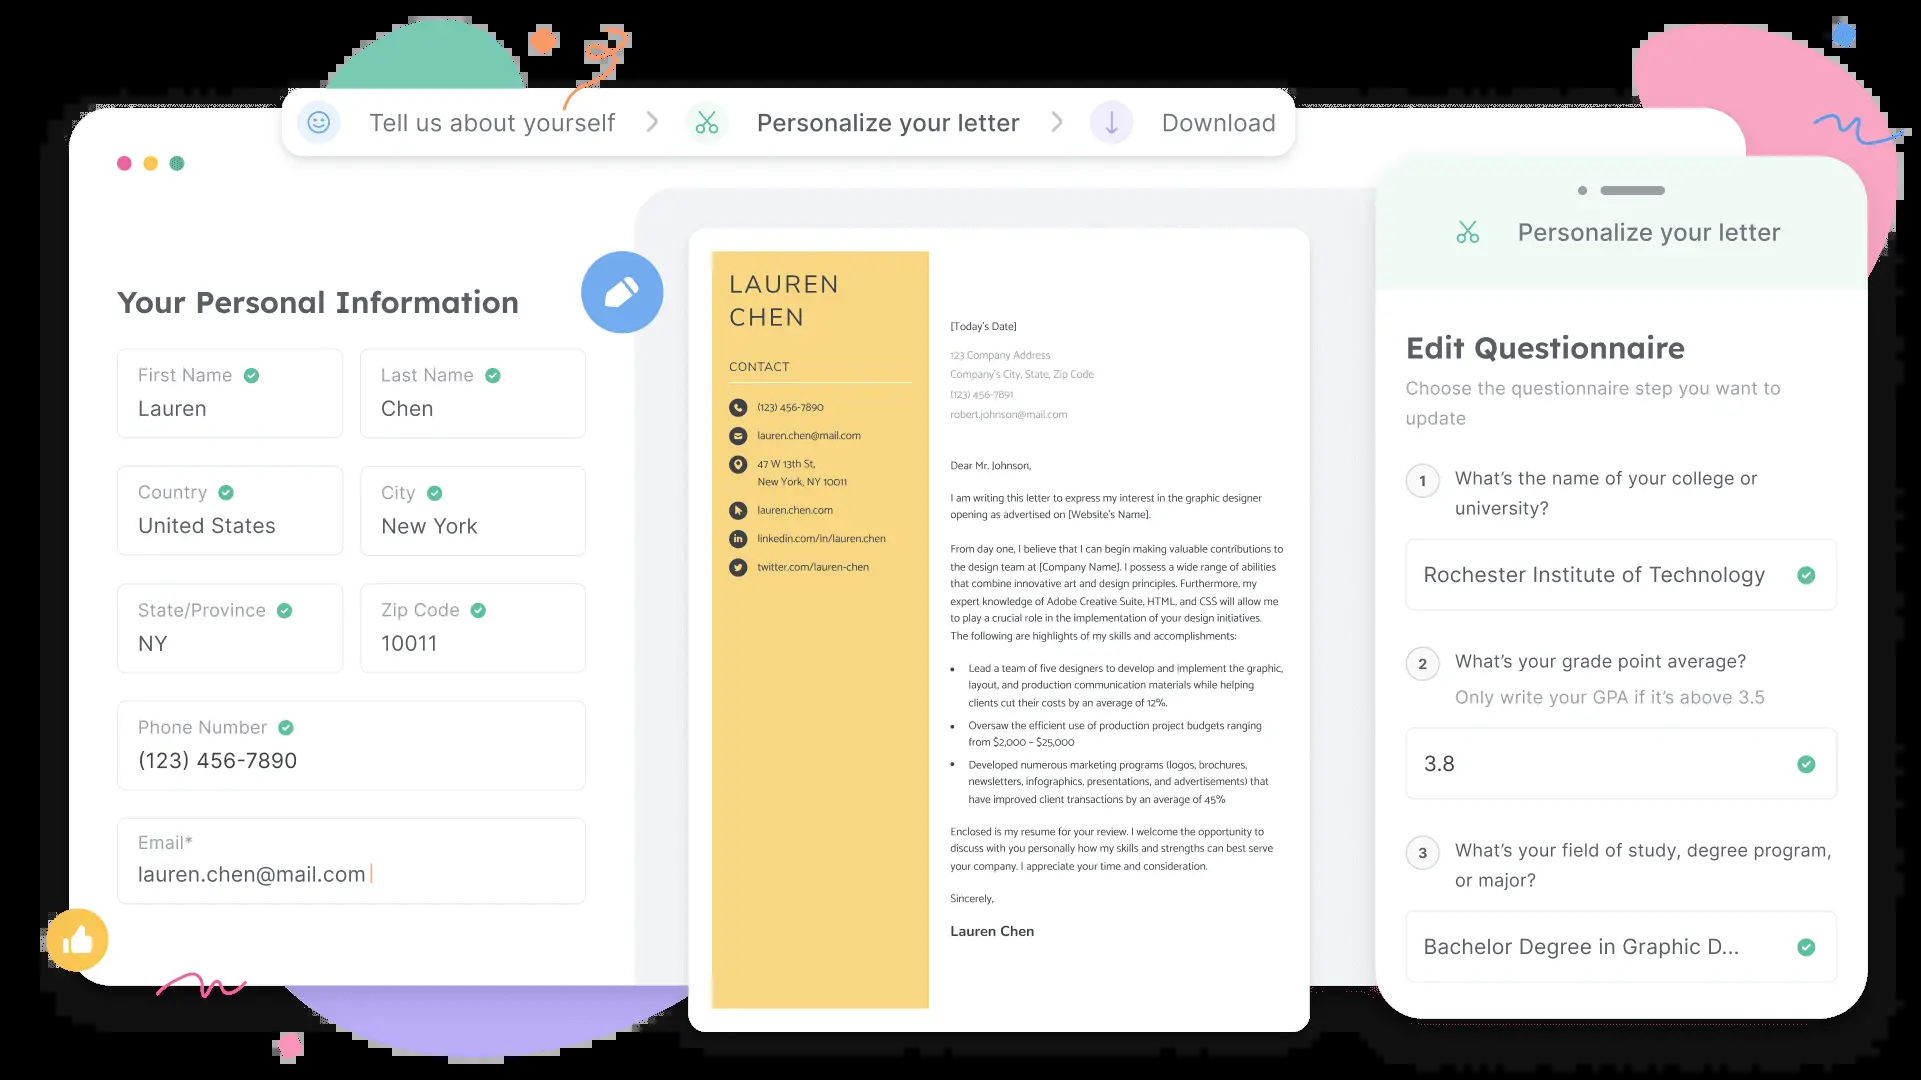 Tell us about yourself
Personalize your letter
Download
Your Personal Information
First Name
Lauren
Last Name
Chen
Country
United States
City
New York
State/Province
NY
Zip Code
10011
Phone Number
(123) 456-7890
Email*
lauren.chen@mail.com
LAUREN
CHEN
CONTACT
(123) 456-7890
lauren.chen@mail.com
47 W 13th St,
New York, NY 10011
lauren.chen.com
linkedin.com/in/lauren.chen
twitter.com/lauren-chen
[Today's Date]
123 Company Address
Company's City, State, Zip Code
(123) 456-7891
robert.johnson@mail.com
Dear Mr. Johnson,
I am writing this letter to express my interest in the graphic designer
opening as advertised on [Website's Name].
From day one, I believe that I can begin making valuable contributions to
the design team at [Company Name]. I possess a wide range of abilities
that combine innovative art and design principles. Furthermore, my
expert knowledge of Adobe Creative Suite, HTML, and CSS will allow me
to play a crucial role in the implementation of your design initiatives.
The following are highlights of my skills and accomplishments:
• Lead a team of five designers to develop and implement the graphic,
layout, and production communication materials while helping
clients cut their costs by an average of 12%.
• Oversaw the efficient use of production project budgets ranging
from $2,000 – $25,000
• Developed numerous marketing programs (logos, brochures,
newsletters, infographics, presentations, and advertisements) that
have improved client transactions by an average of 45%
Enclosed is my resume for your review. I welcome the opportunity to
discuss with you personally how my skills and strengths can best serve
your company. I appreciate your time and consideration.
Sincerely,
Lauren Chen
Personalize your letter
Edit Questionnaire
Choose the questionnaire step you want to
update
1 What's the name of your college or
university?
Rochester Institute of Technology
2 What's your grade point average?
Only write your GPA if it's above 3.5
3.8
3 What's your field of study, degree program,
or major?
Bachelor Degree in Graphic D...